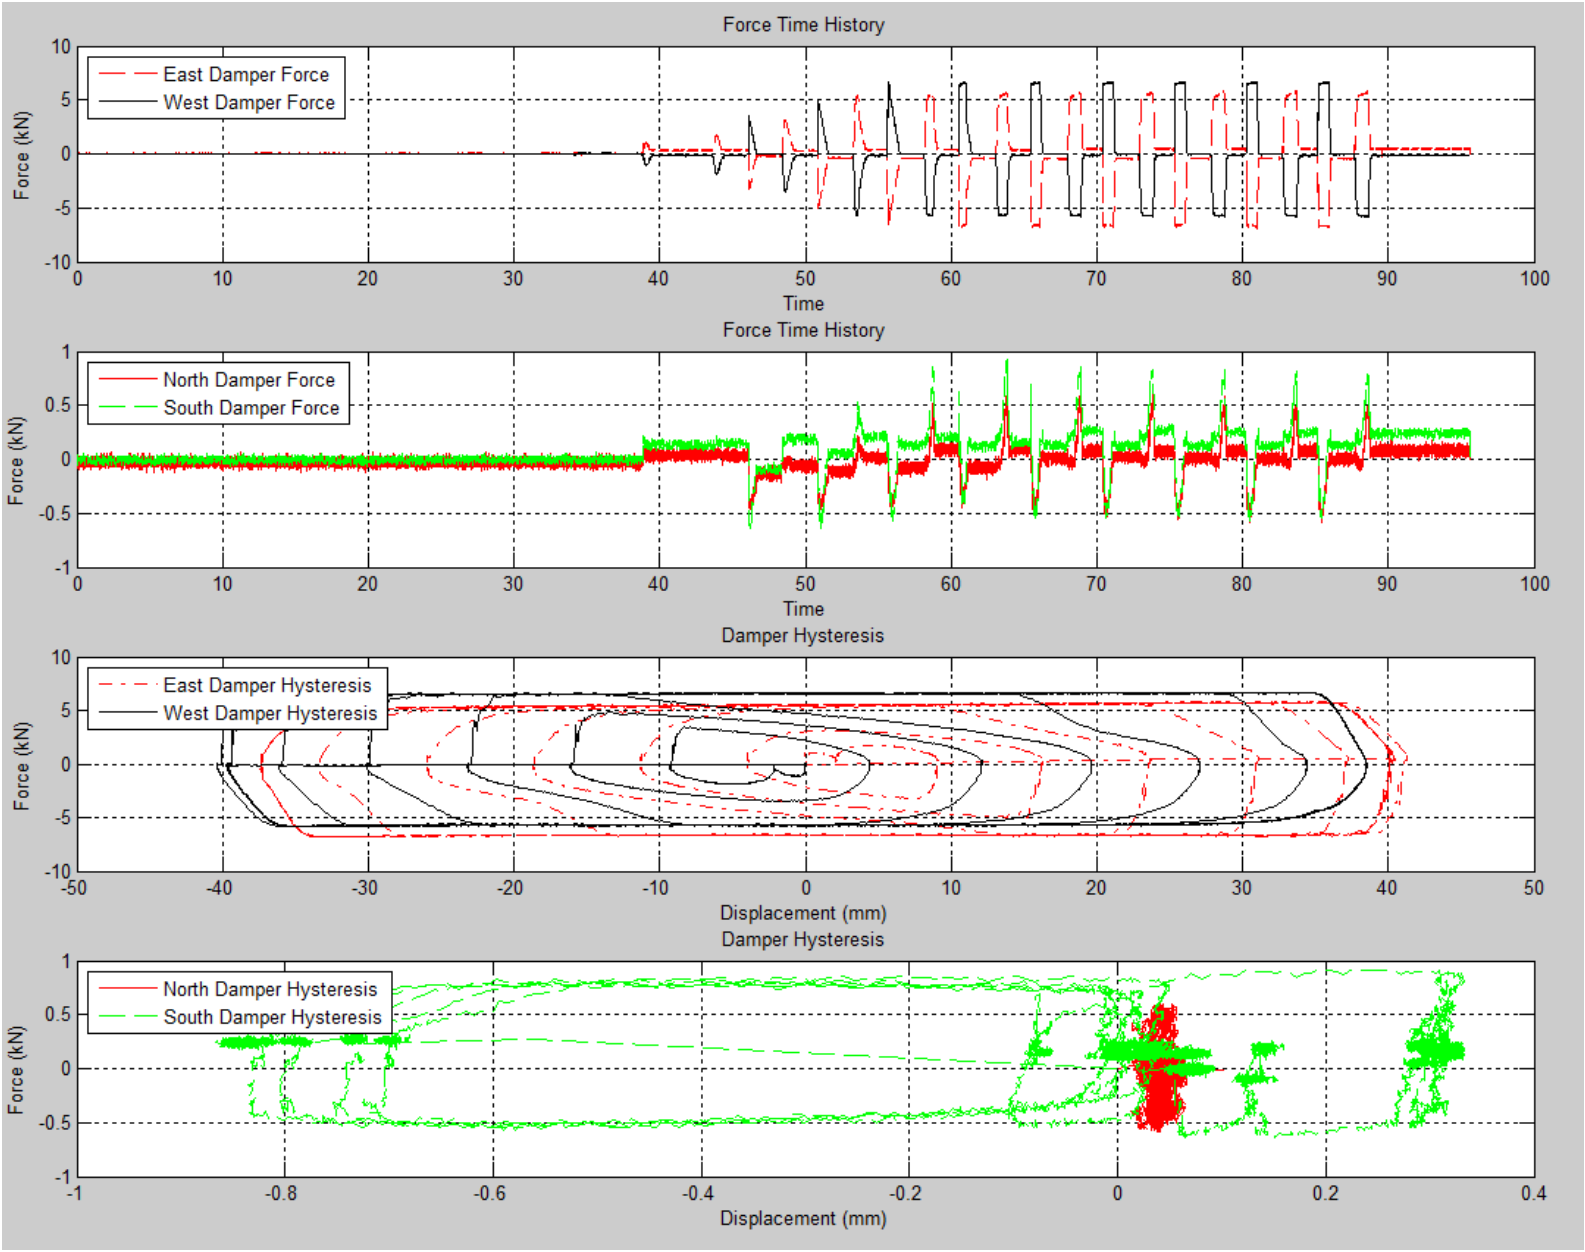 Force Time History
10
5
0
-5
-10
Force (kN)
East Damper Force
West Damper Force
0 10 20 30 40 50 60 70 80 90 100
Time
Force Time History
1
0.5
0
-0.5
-1
Force (kN)
North Damper Force
South Damper Force
0 10 20 30 40 50 60 70 80 90 100
Time
Damper Hysteresis
10
5
0
-5
-10
Force (kN)
East Damper Hysteresis
West Damper Hysteresis
-50 -40 -30 -20 -10 0 10 20 30 40 50
Displacement (mm)
Damper Hysteresis
1
0.5
0
-0.5
-1
Force (kN)
North Damper Hysteresis
South Damper Hysteresis
-1 -0.8 -0.6 -0.4 -0.2 0 0.2 0.4
Displacement (mm)